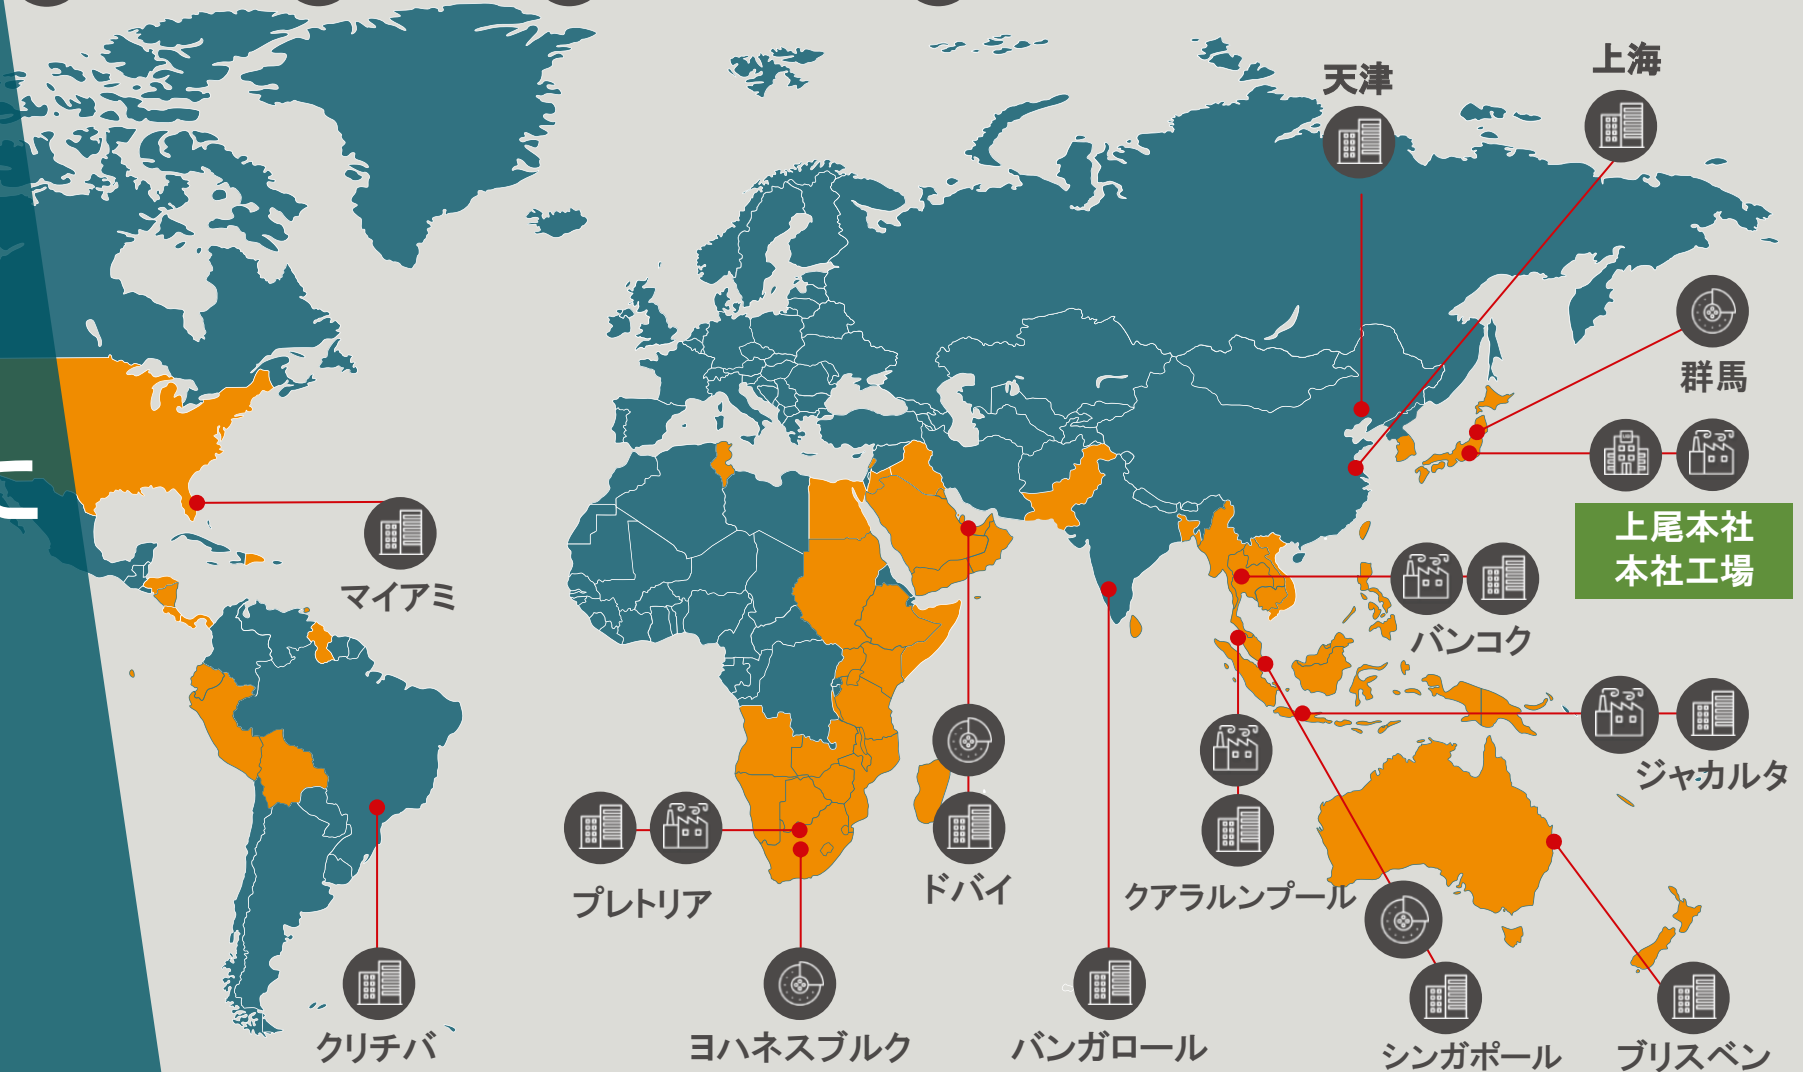 天津
上海
群馬
上尾本社
本社工場
マイアミ
バンコク
ジャカルタ
プレトリア
ドバイ
クアラルンプール
クリチバ
ヨハネスブルク
バンガロール
シンガポール
ブリスベン